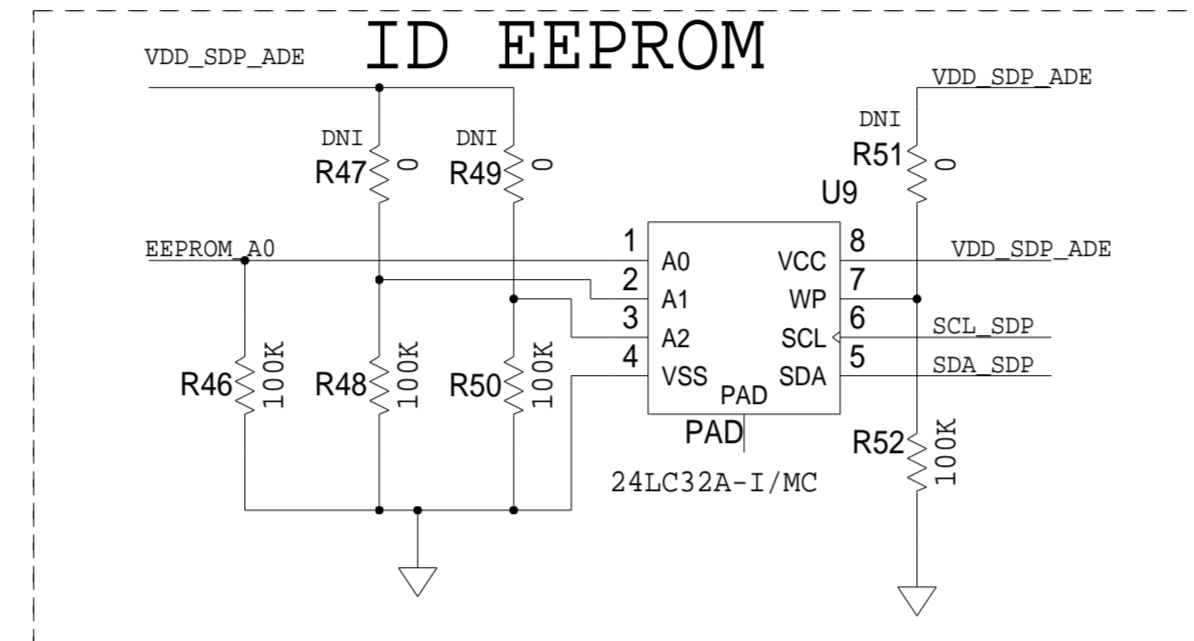 ID EEPROM
VDD_SDP_ADE
VDD_SDP_ADE
DNI
R47
0
DNI
R49
0
DNI
R51
0
U9
EEPROM_A0
1
A0
2
A1
3
A2
4
VSS
8
VCC
VDD_SDP_ADE
7
WP
6
SCL
SCL_SDP
5
SDA
SDA_SDP
PAD
PAD
24LC32A-I/MC
R46
100K
R48
100K
R50
100K
R52
100K